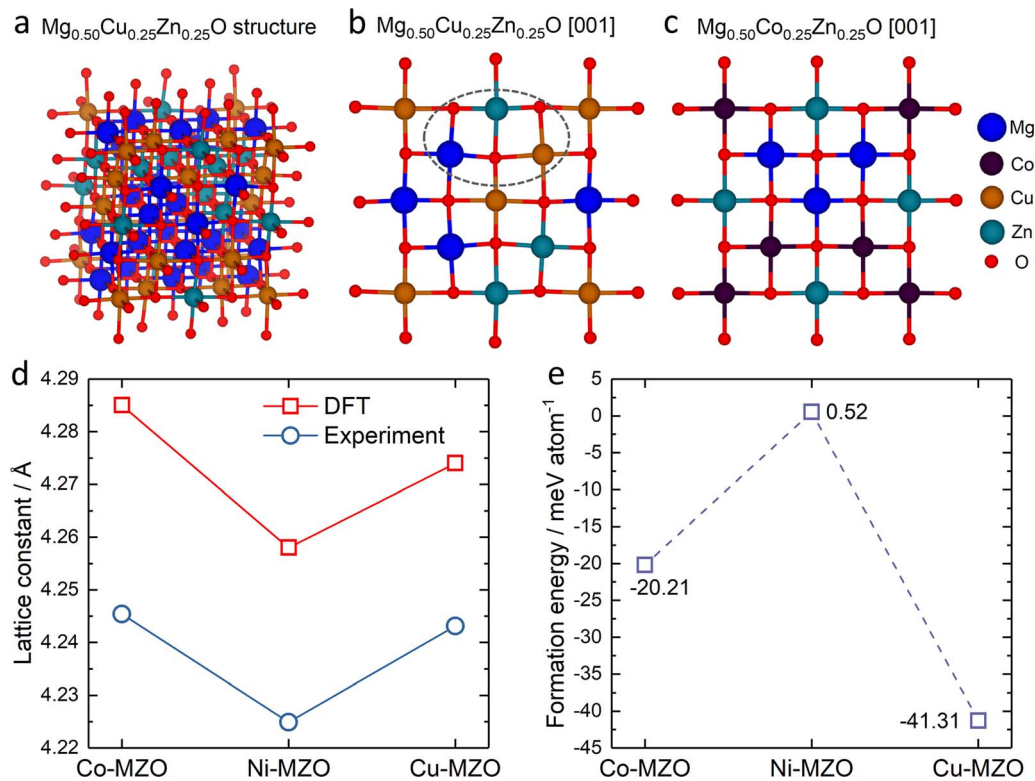 a Mg0.50Cu0.25Zn0.25O structure
b Mg0.50Cu0.25Zn0.25O [001]
c Mg0.50Co0.25Zn0.25O [001]
Mg
Co
Cu
Zn
O
d
4.29
4.28
4.27
4.26
4.25
4.24
4.23
4.22
Lattice constant / Å
DFT
Experiment
Co-MZO
Ni-MZO
Cu-MZO
e
5
0
-5
-10
-15
-20
-25
-30
-35
-40
-45
Formation energy / meV atom⁻¹
-20.21
0.52
-41.31
Co-MZO
Ni-MZO
Cu-MZO